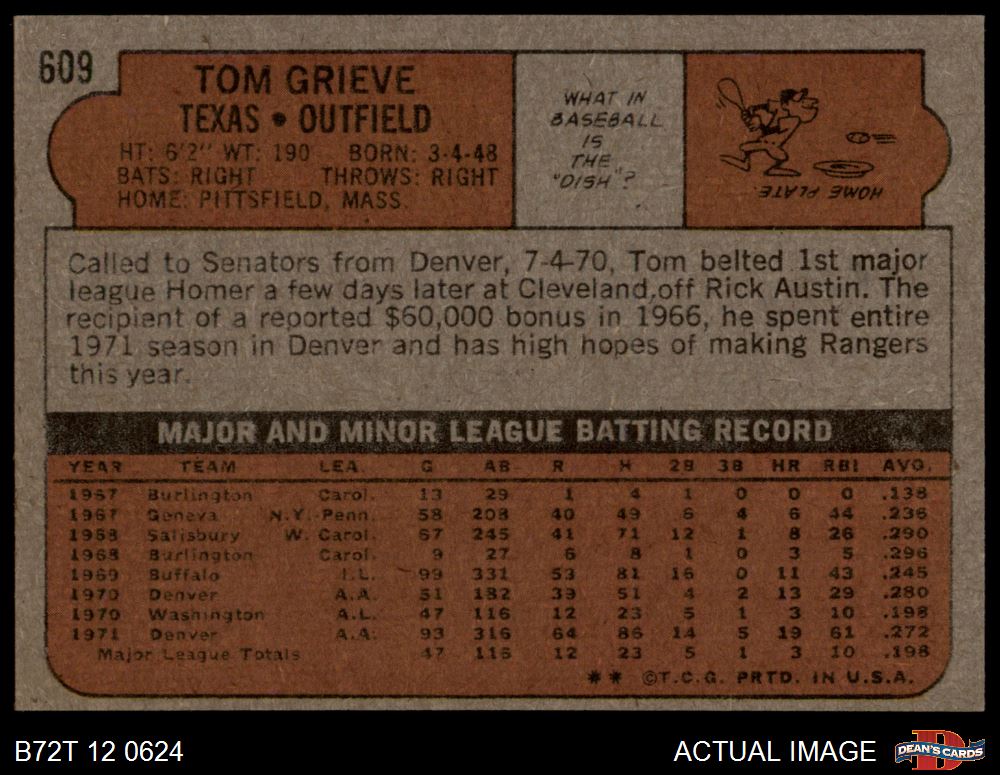 609
TOM GRIEVE
TEXAS • OUTFIELD
HT: 6'2" WT: 190 BORN: 3-4-48
BATS: RIGHT THROWS: RIGHT
HOME: PITTSFIELD, MASS.
WHAT IN
BASEBALL
IS
THE
"DISH"?
HOME PLATE
Called to Senators from Denver, 7-4-70, Tom belted 1st major
league Homer a few days later at Cleveland,off Rick Austin. The
recipient of a reported $60,000 bonus in 1966, he spent entire
1971 season in Denver and has high hopes of making Rangers
this year.
MAJOR AND MINOR LEAGUE BATTING RECORD
YEAR TEAM LEA. G AB R H 2B 3B HR RBI AVG.
1967 Burlington Carol. 13 29 1 4 1 0 0 0 .138
1967 Geneva N.Y.-Penn. 58 208 40 49 6 4 6 44 .236
1968 Salisbury W. Carol. 67 245 41 71 12 1 8 26 .290
1968 Burlington Carol. 9 27 6 8 1 0 3 5 .296
1969 Buffalo I.L. 99 331 53 81 16 0 11 43 .245
1970 Denver A.A. 51 182 39 51 4 2 13 29 .280
1970 Washington A.L. 47 116 12 23 5 1 3 10 .198
1971 Denver A.A. 93 316 64 86 14 5 19 61 .272
Major League Totals 47 116 12 23 5 1 3 10 .198
** ©T.C.G. PRTD. IN U.S.A.
B72T 12 0624
ACTUAL IMAGE
D
DEAN'S CARDS